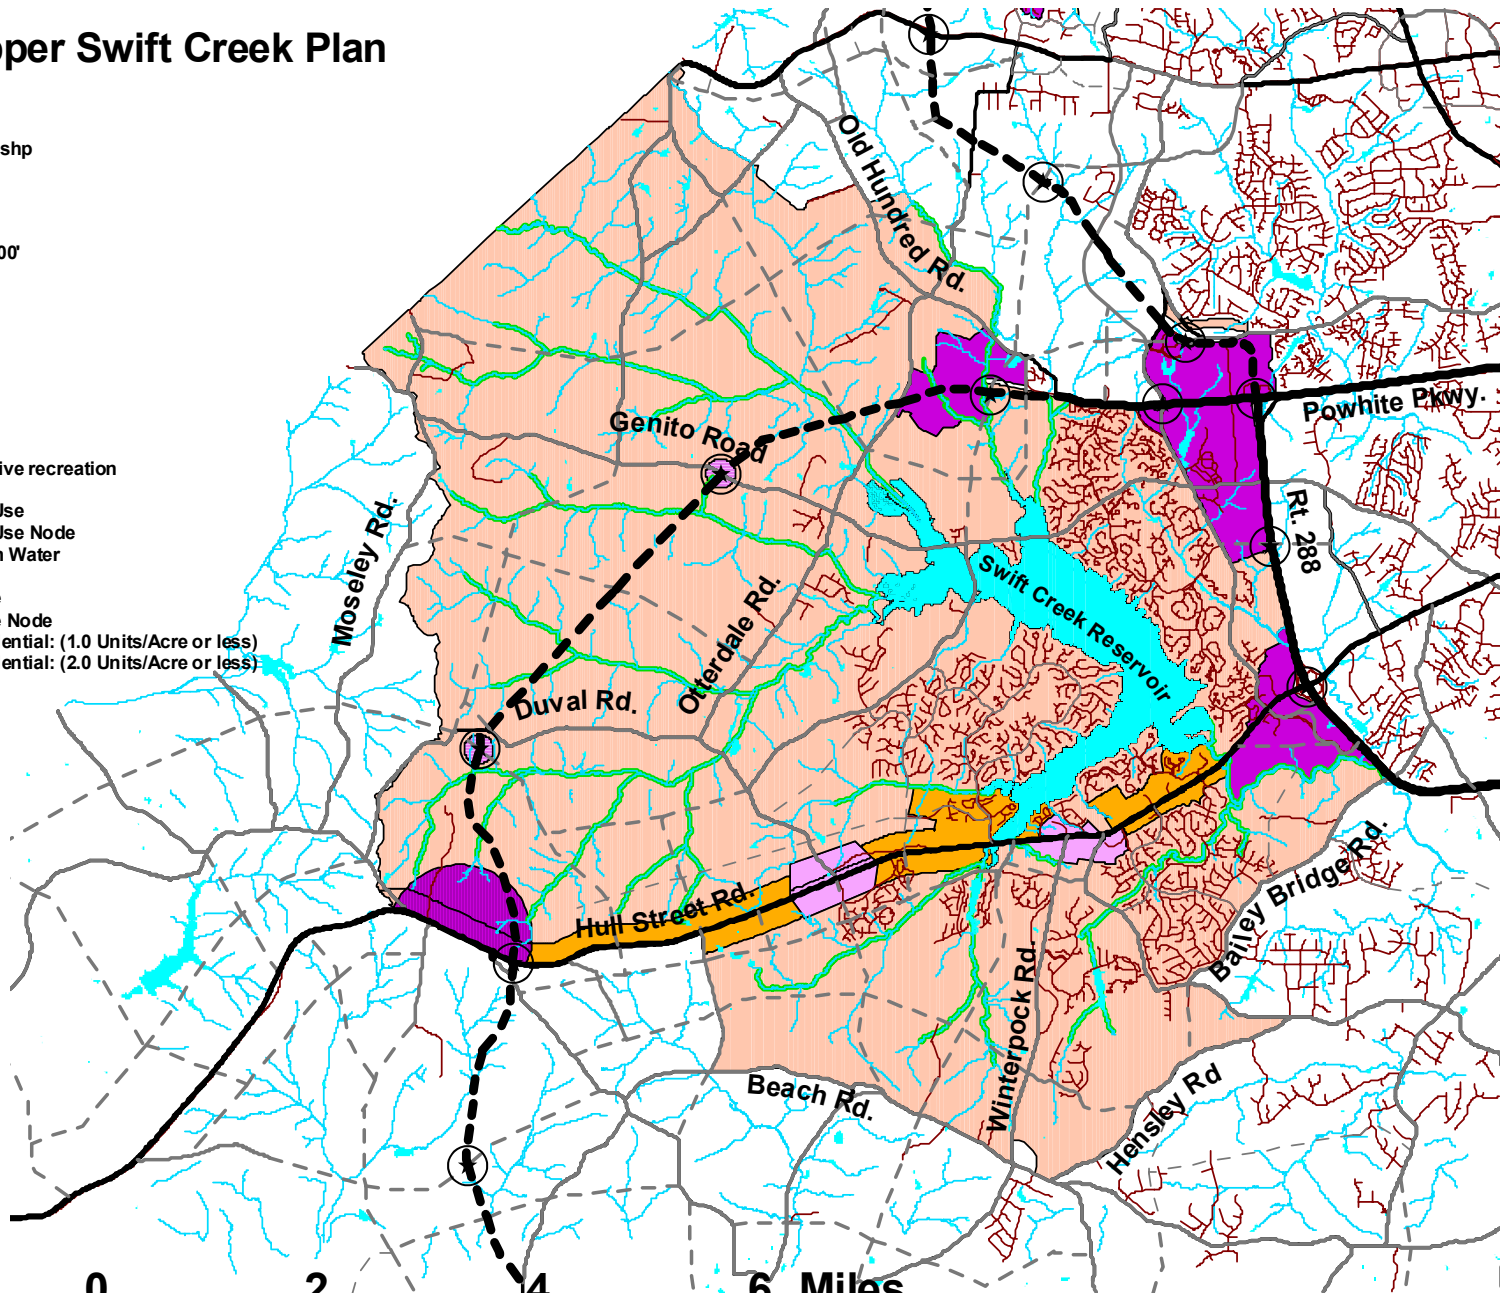 pper Swift Creek Plan
shp
00'
ive recreation
Use
Use Node
n Water
e Node
ential: (1.0 Units/Acre or less)
ential: (2.0 Units/Acre or less)
Old Hundred Rd.
Powhite Pkwy.
Genito Road
Rt. 288
Moseley Rd.
Swift Creek Reservoir
Otterdale Rd.
Duval Rd.
Hull Street Rd.
Bailey Bridge Rd.
Winterpock Rd.
Beach Rd.
Hensley Rd
0 2 4 6 Miles